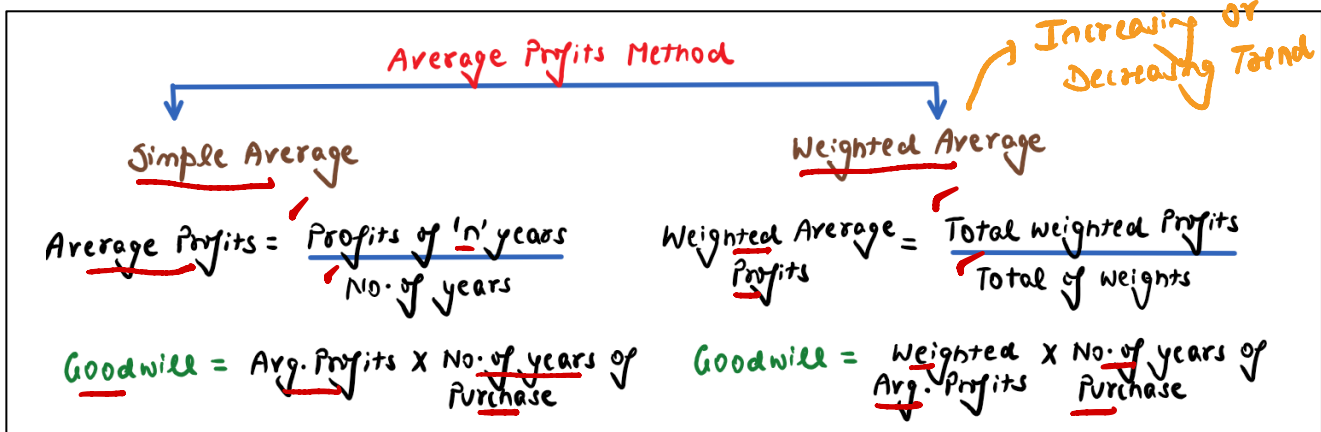 Increasing or
Decreasing Trend
Average Profits Method
Simple Average
Weighted Average
Average Profits = Profits of 'n' years
No. of years
Weighted Average Profits = Total weighted Profits
Total of weights
Goodwill = Avg. Profits X No. of years of
Purchase
Goodwill = Weighted Avg. Profits X No. of years of
Purchase